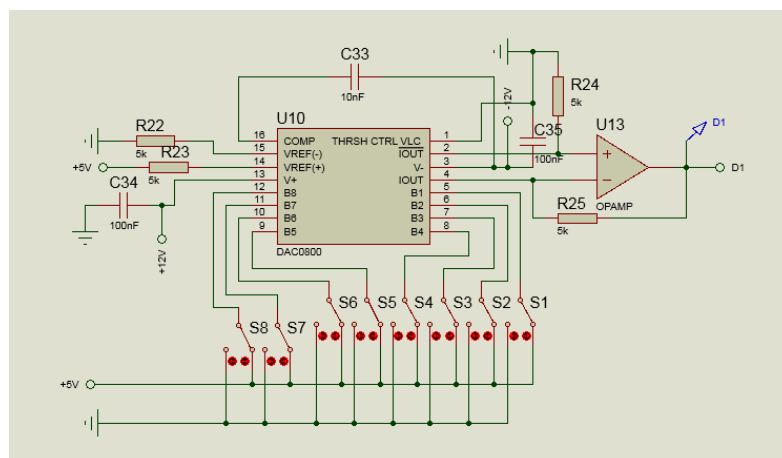 C33
10nF
R24
5k
D1
-12V
U10
R22
5k
16 COMP THRSH CTRL VLC 1
C35
100nF
U13
15 VREF(-) IOUT 2
+5V
R23
5k
14 VREF(+) V- 3
D1
C34
100nF
13 V+ IOUT 4
12 B8 B1 5
R25
5k
OPAMP
11 B7 B2 6
10 B6 B3 7
9 B5 B4 8
+12V
DAC0800
S8
S7
S6
S5
S4
S3
S2
S1
+5V